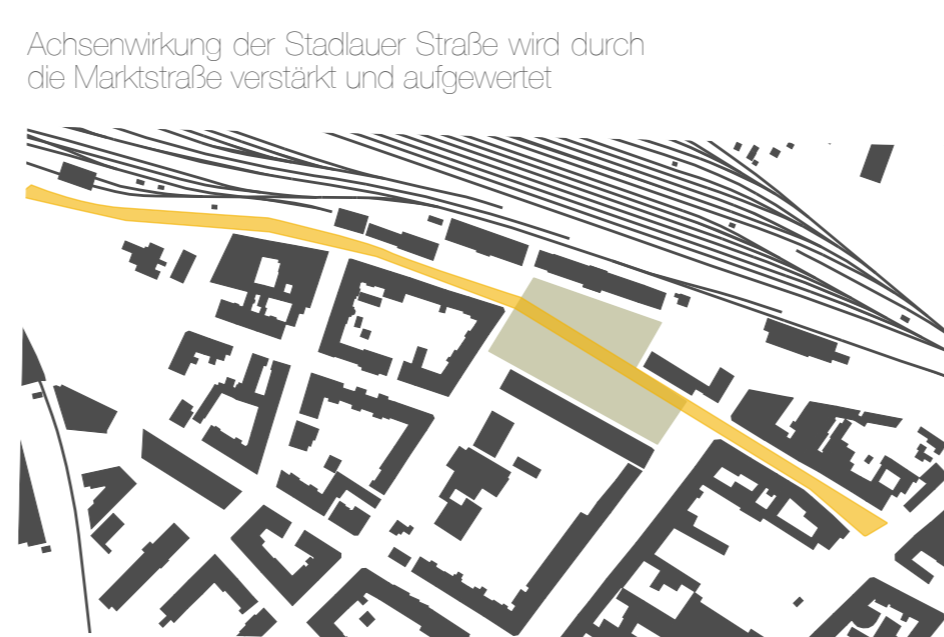 Achsenwirkung der Stadlauer Straße wird durch
die Marktstraße verstärkt und aufgewertet